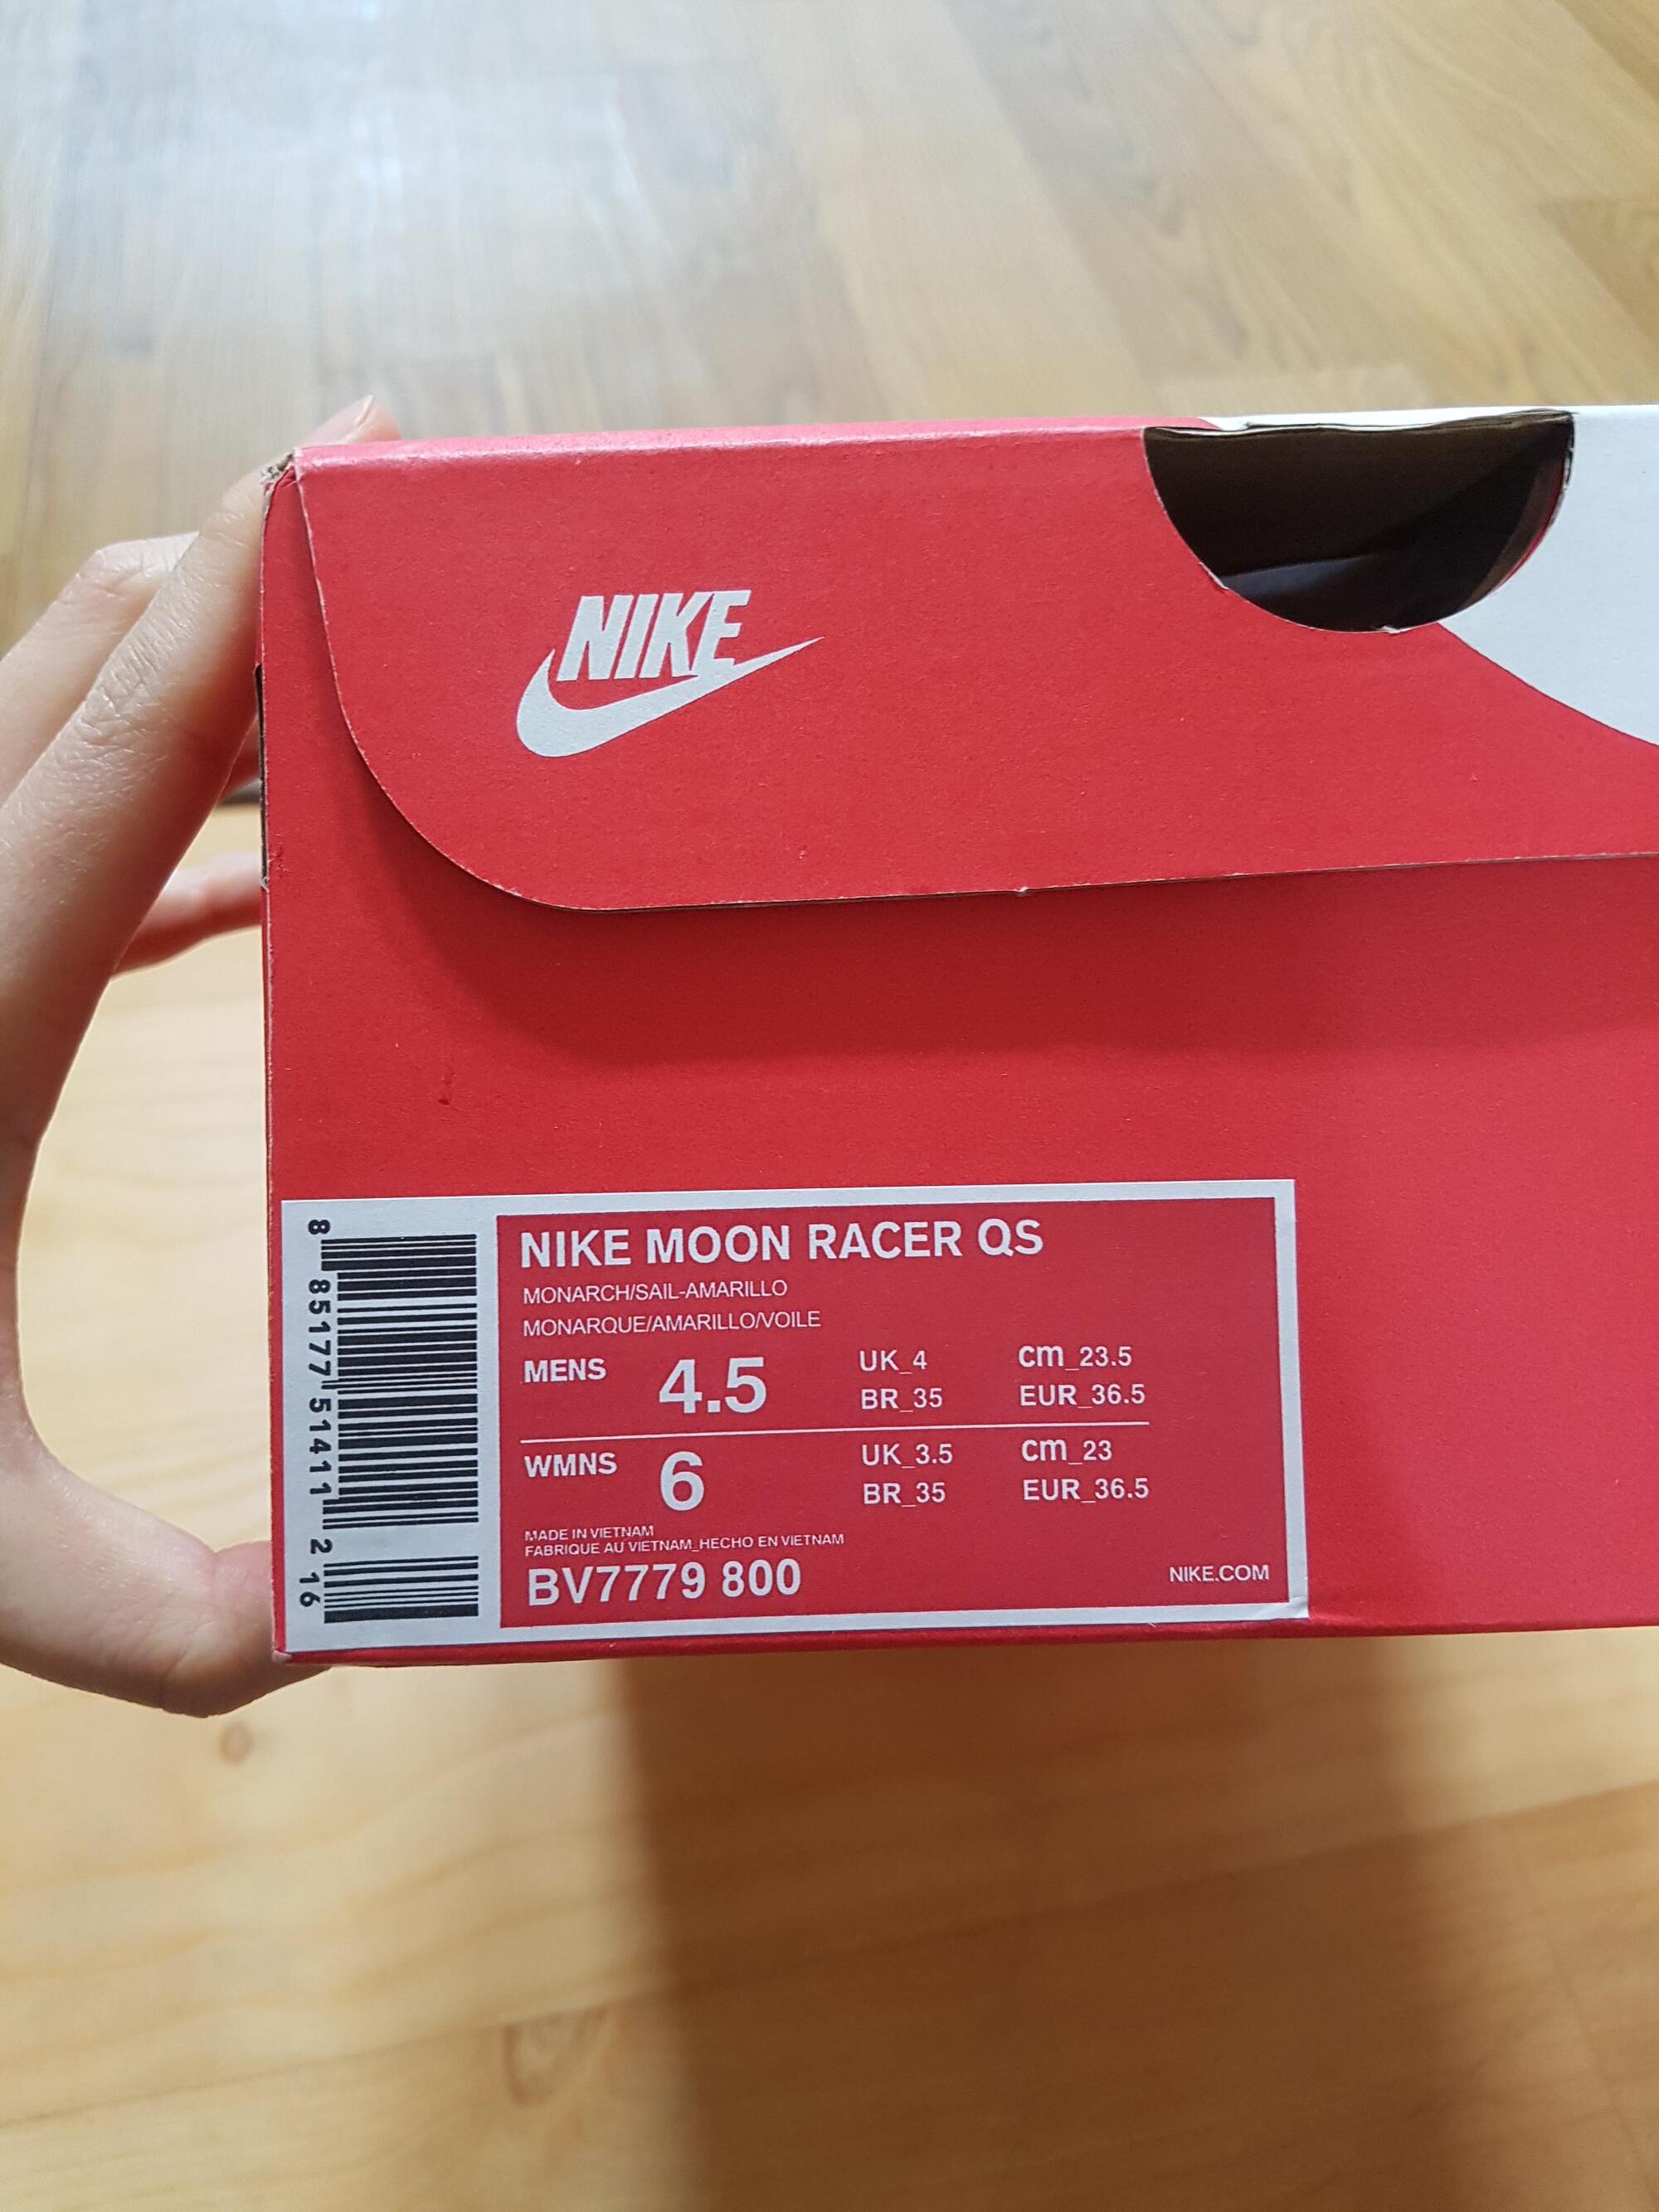 NIKE
NIKE MOON RACER QS
MONARCH/SAIL-AMARILLO
MONARQUE/AMARILLO/VOILE
MENS 4.5 UK_4 cm_23.5
BR_35 EUR_36.5
WMNS 6 UK_3.5 cm_23
BR_35 EUR_36.5
MADE IN VIETNAM
FABRIQUE AU VIETNAM_HECHO EN VIETNAM
BV7779 800 NIKE.COM
8 85177 51411 2 16